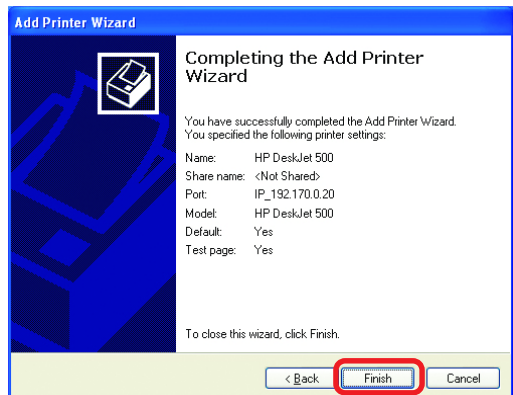 Add Printer Wizard
Completing the Add Printer
Wizard
You have successfully completed the Add Printer Wizard.
You specified the following printer settings:
Name: HP DeskJet 500
Share name: <Not Shared>
Port: IP_192.170.0.20
Model: HP DeskJet 500
Default: Yes
Test page: Yes
To close this wizard, click Finish.
< Back Finish Cancel